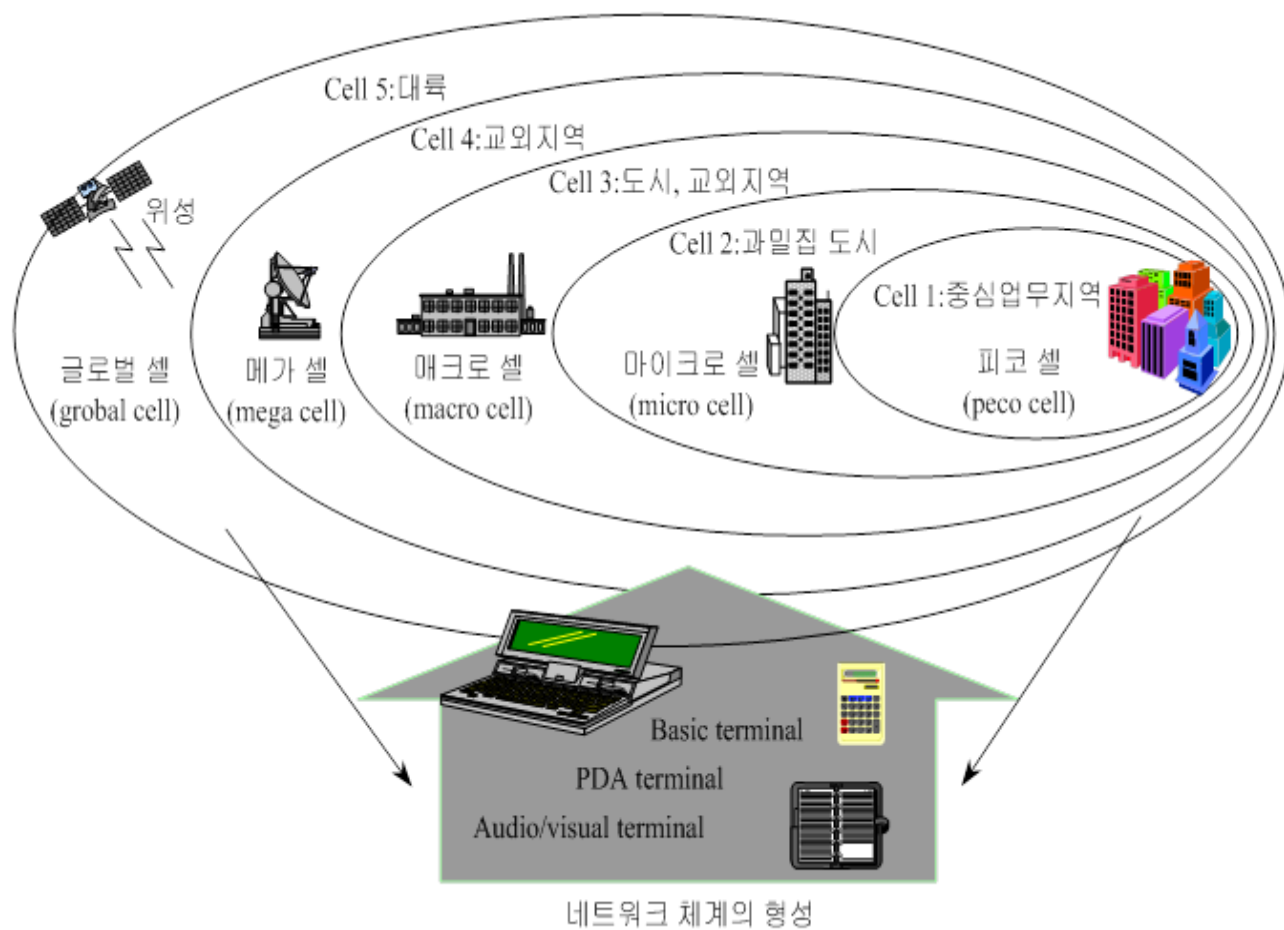 Cell 5:대륙
Cell 4:교외지역
Cell 3:도시, 교외지역
위성
Cell 2:과밀집 도시
Cell 1:중심업무지역
글로벌 셀
(grobal cell)
메가 셀
(mega cell)
매크로 셀
(macro cell)
마이크로 셀
(micro cell)
피코 셀
(peco cell)
Basic terminal
PDA terminal
Audio/visual terminal
네트워크 체계의 형성